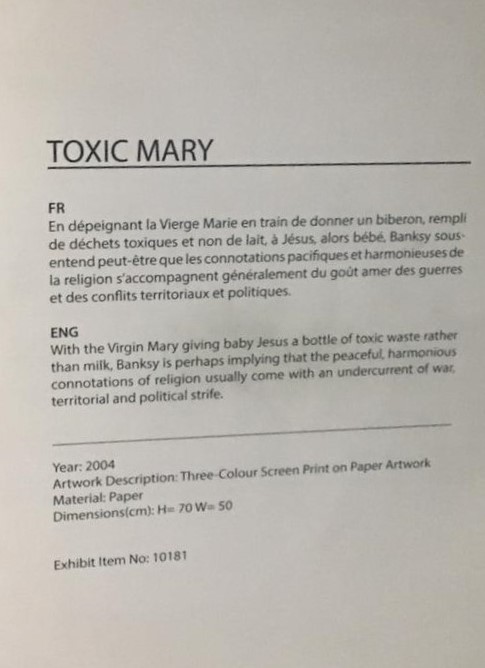 TOXIC MARY
FR
En dépeignant la Vierge Marie en train de donner un biberon, rempli
de déchets toxiques et non de lait, à Jésus, alors bébé, Banksy sous-
entend peut-être que les connotations pacifiques et harmonieuses de
la religion s'accompagnent généralement du goût amer des guerres
et des conflits territoriaux et politiques.
ENG
With the Virgin Mary giving baby Jesus a bottle of toxic waste rather
than milk, Banksy is perhaps implying that the peaceful, harmonious
connotations of religion usually come with an undercurrent of war,
territorial and political strife.
Year: 2004
Artwork Description: Three-Colour Screen Print on Paper Artwork
Material: Paper
Dimensions(cm): H= 70 W= 50
Exhibit Item No: 10181